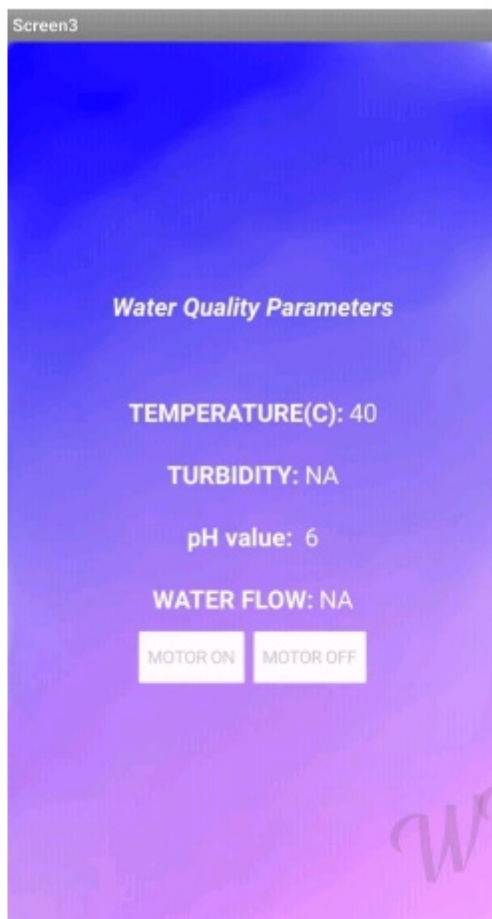 Screen3
Water Quality Parameters
TEMPERATURE(C): 40
TURBIDITY: NA
pH value: 6
WATER FLOW: NA
MOTOR ON MOTOR OFF